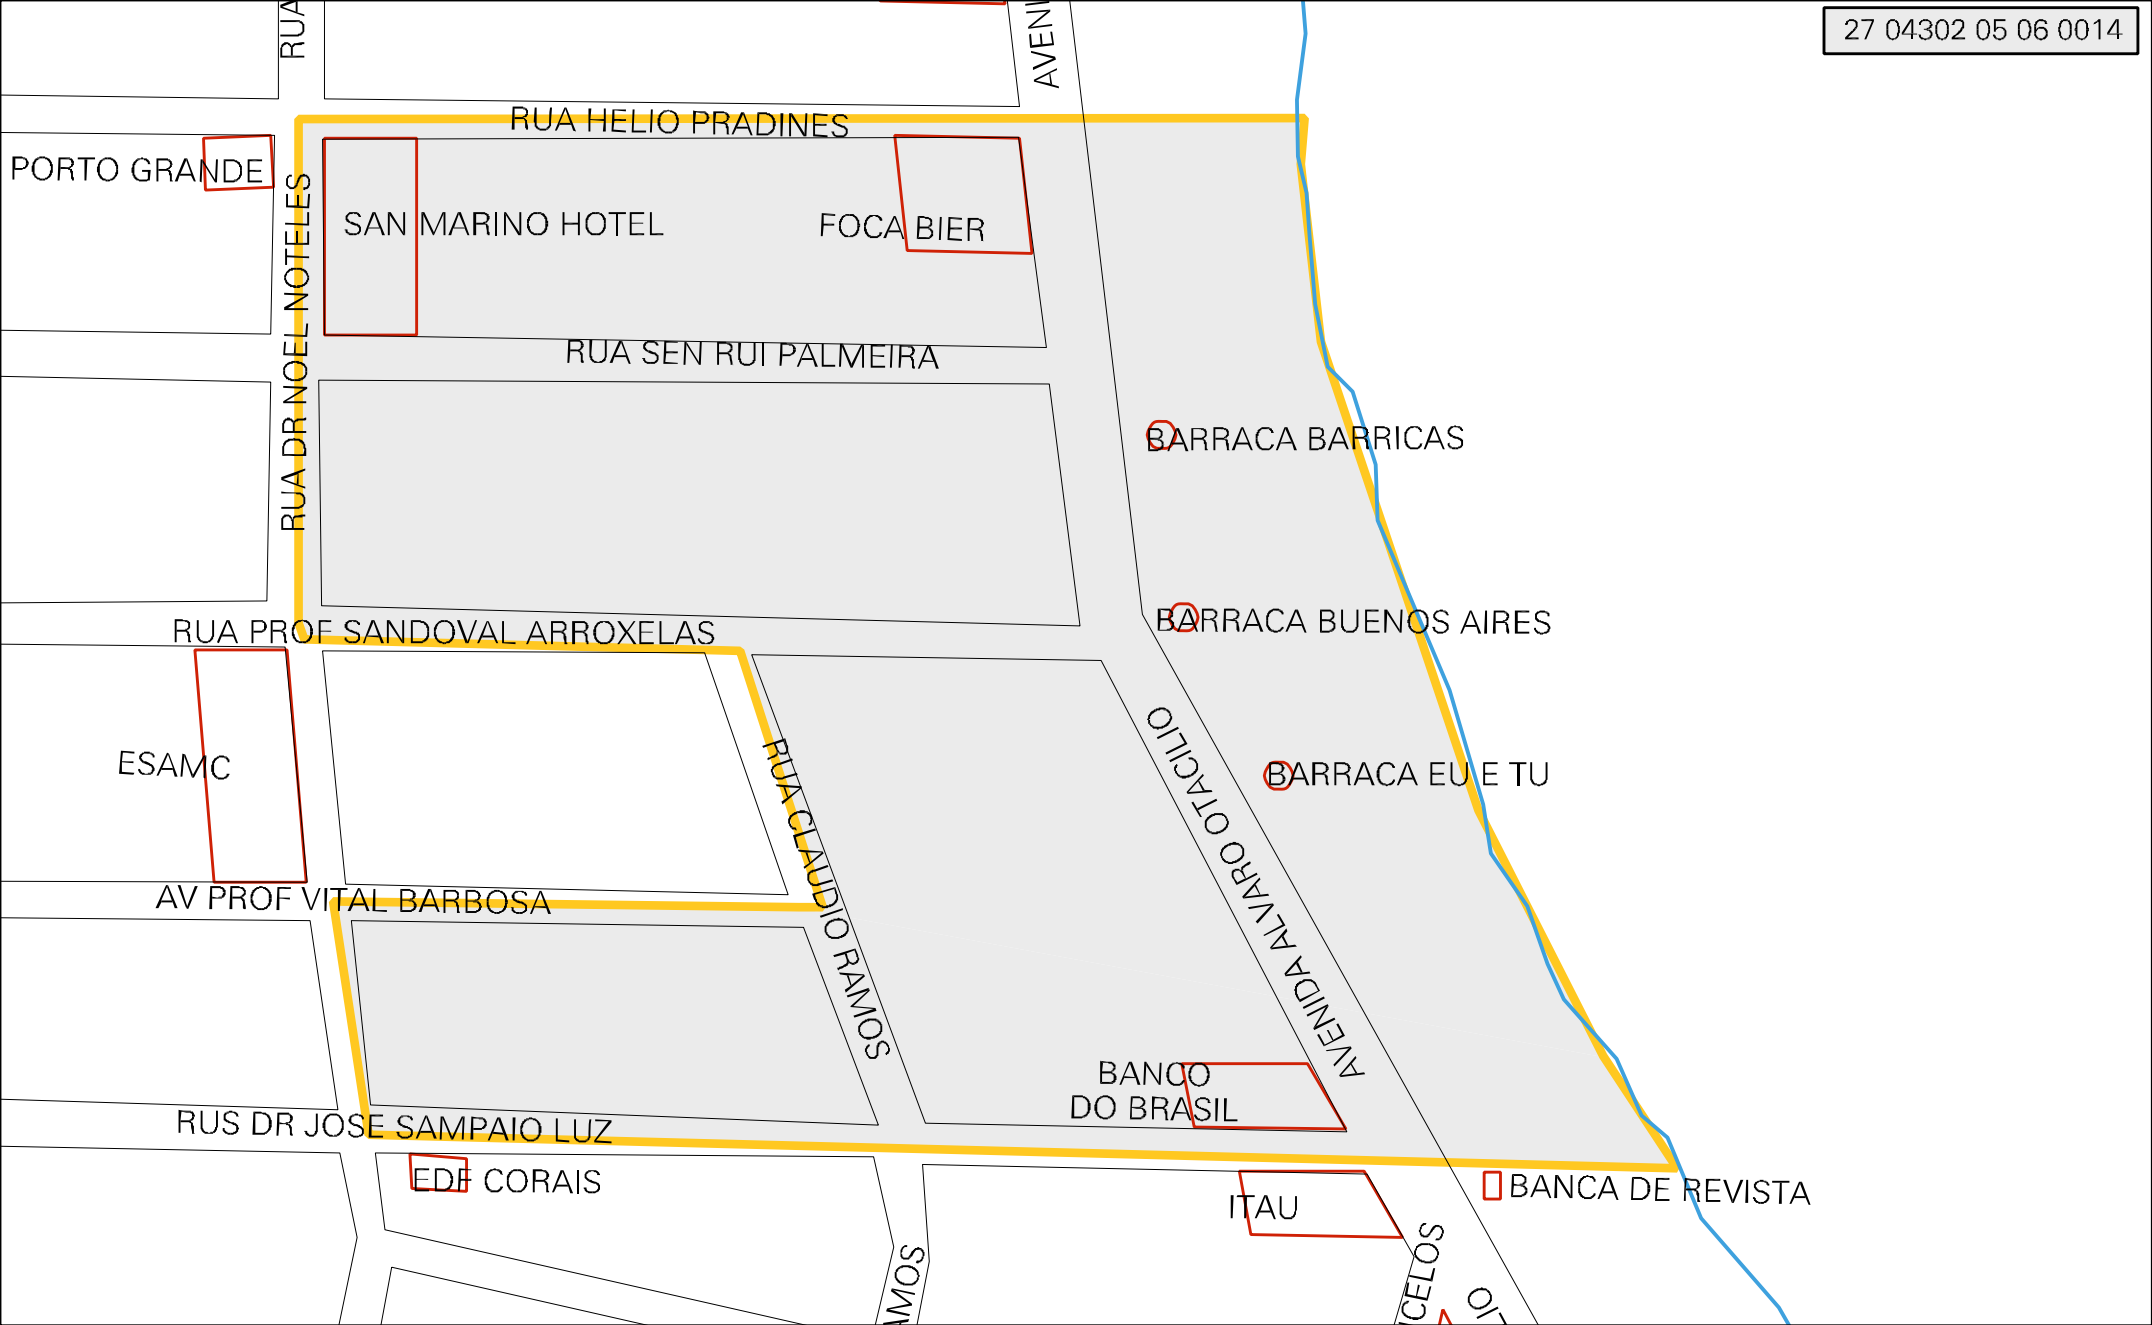 27 04302 05 06 0014
RUA
AVENI
RUA HELIO PRADINES
PORTO GRANDE
SAN MARINO HOTEL
FOCA BIER
RUA DR NOEL NOTELES
RUA SEN RUI PALMEIRA
BARRACA BARRICAS
BARRACA BUENOS AIRES
RUA PROF SANDOVAL ARROXELAS
ESAMC
RUA CLAUDIO RAMOS
AVENIDA ALVARO OTACILIO
BARRACA EU E TU
AV PROF VITAL BARBOSA
BANCO
DO BRASIL
RUS DR JOSE SAMPAIO LUZ
EDF CORAIS
ITAU
BANCA DE REVISTA
AMOS
CELOS
LIO